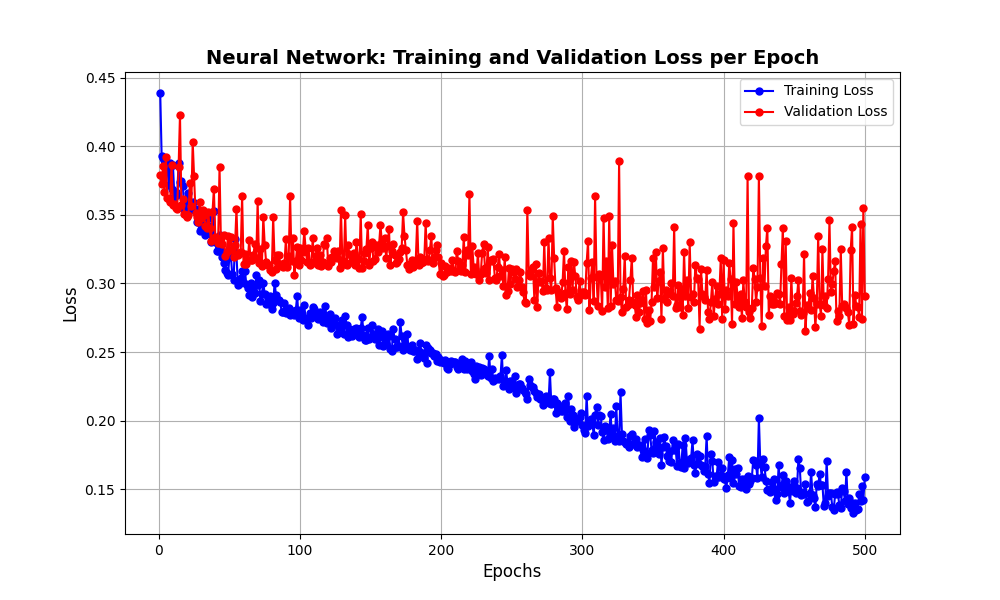 Neural Network: Training and Validation Loss per Epoch
Training Loss
Validation Loss
0.45
0.40
0.35
0.30
0.25
0.20
0.15
Loss
0 100 200 300 400 500
Epochs